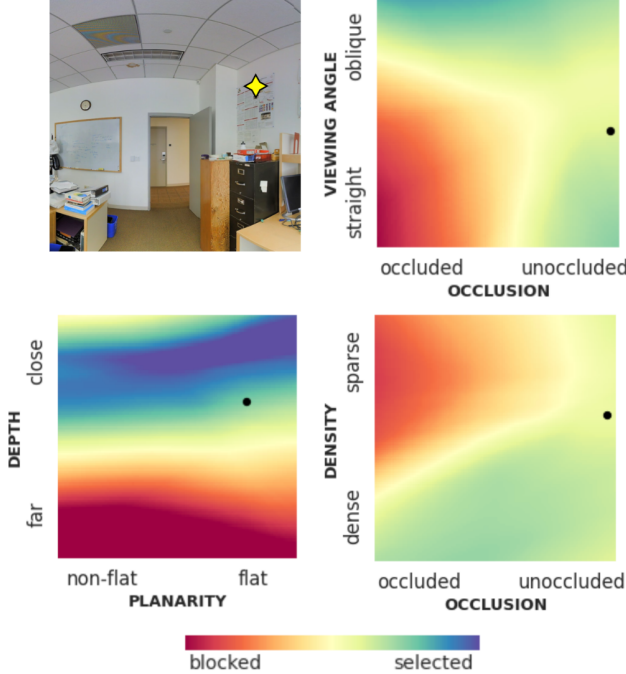 VIEWING ANGLE
oblique
straight
occluded unoccluded
OCCLUSION
DEPTH
close
far
non-flat flat
PLANARITY
DENSITY
sparse
dense
occluded unoccluded
OCCLUSION
blocked selected